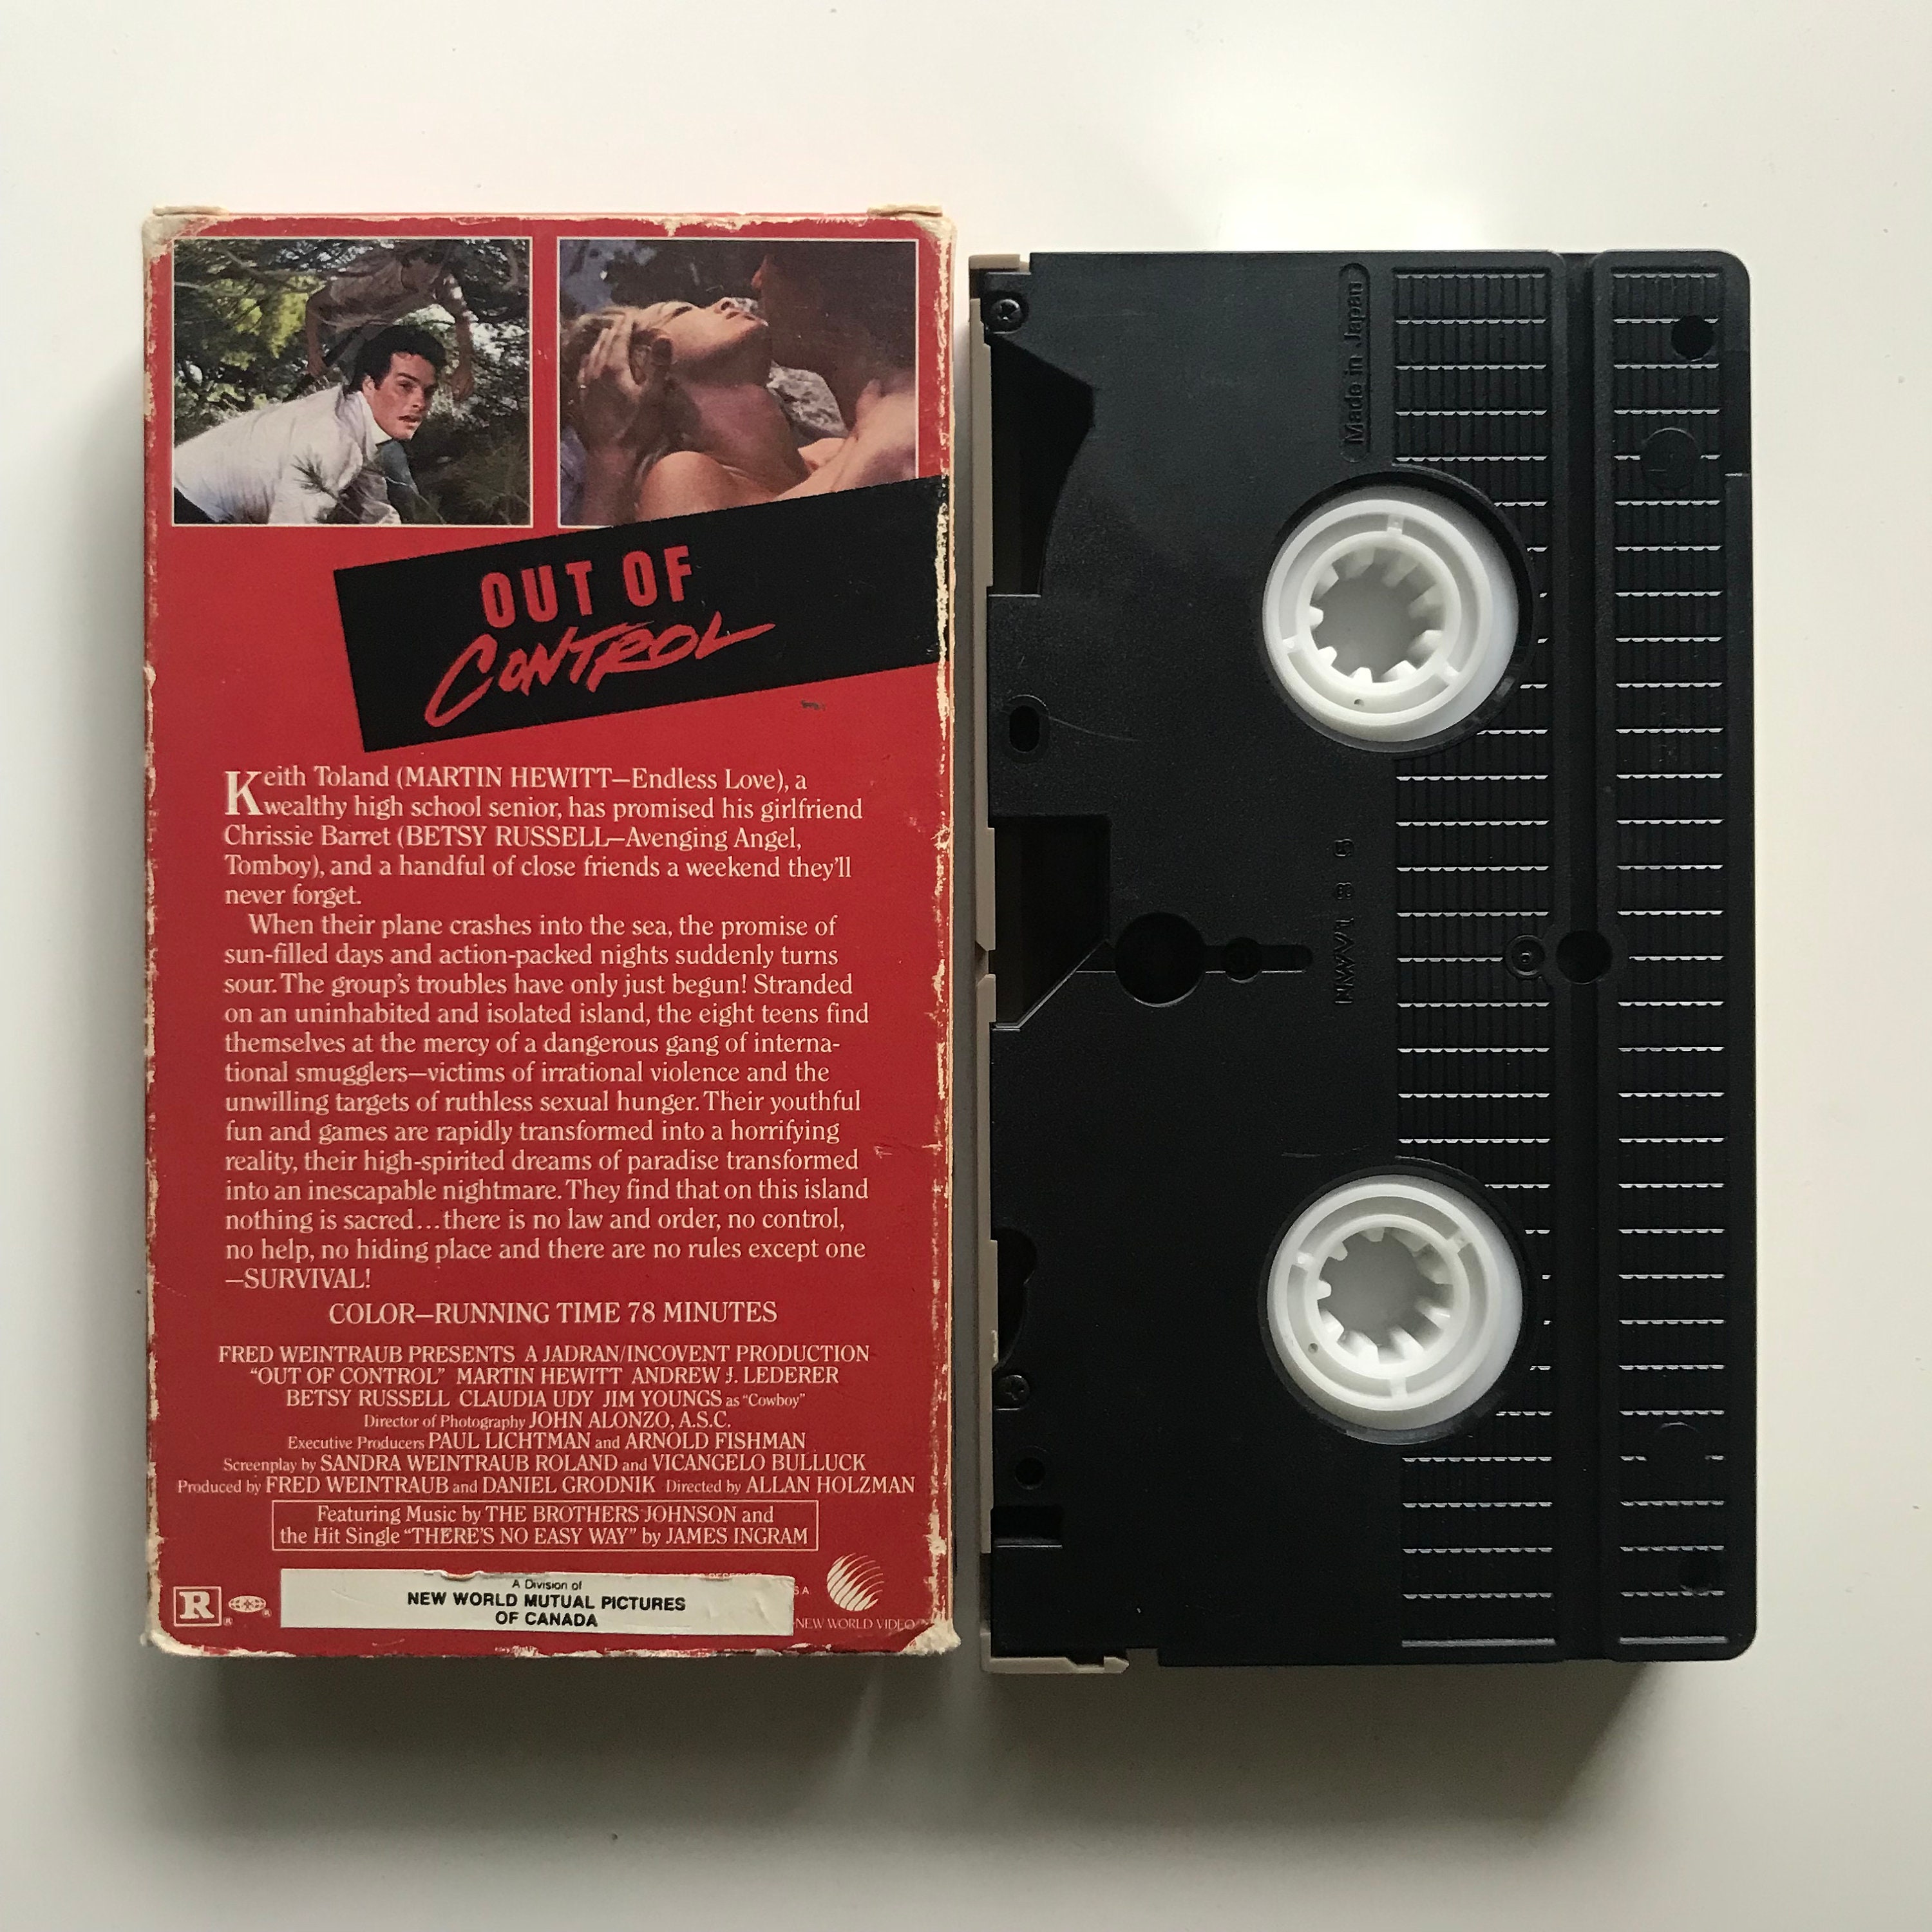 OUT OF
CONTROL
Keith Toland (MARTIN HEWITT—Endless Love), a
wealthy high school senior, has promised his girlfriend
Chrissie Barret (BETSY RUSSELL—Avenging Angel,
Tomboy), and a handful of close friends a weekend they'll
never forget.
When their plane crashes into the sea, the promise of
sun-filled days and action-packed nights suddenly turns
sour. The group's troubles have only just begun! Stranded
on an uninhabited and isolated island, the eight teens find
themselves at the mercy of a dangerous gang of interna-
tional smugglers—victims of irrational violence and the
unwilling targets of ruthless sexual hunger. Their youthful
fun and games are rapidly transformed into a horrifying
reality, their high-spirited dreams of paradise transformed
into an inescapable nightmare. They find that on this island
nothing is sacred...there is no law and order, no control,
no help, no hiding place and there are no rules except one
—SURVIVAL!
COLOR—RUNNING TIME 78 MINUTES
FRED WEINTRAUB PRESENTS A JADRAN/INCOVENT PRODUCTION
"OUT OF CONTROL" MARTIN HEWITT ANDREW J. LEDERER
BETSY RUSSELL CLAUDIA UDY JIM YOUNGS as "Cowboy"
Director of Photography JOHN ALONZO, A.S.C.
Executive Producers PAUL LICHTMAN and ARNOLD FISHMAN
Screenplay by SANDRA WEINTRAUB ROLAND and VICANGELO BULLUCK
Produced by FRED WEINTRAUB and DANIEL GRODNIK Directed by ALLAN HOLZMAN
Featuring Music by THE BROTHERS JOHNSON and
the Hit Single "THERE'S NO EASY WAY" by JAMES INGRAM
R ®
®
A Division of
NEW WORLD MUTUAL PICTURES
OF CANADA
NEW WORLD VIDEO
Made in Japan